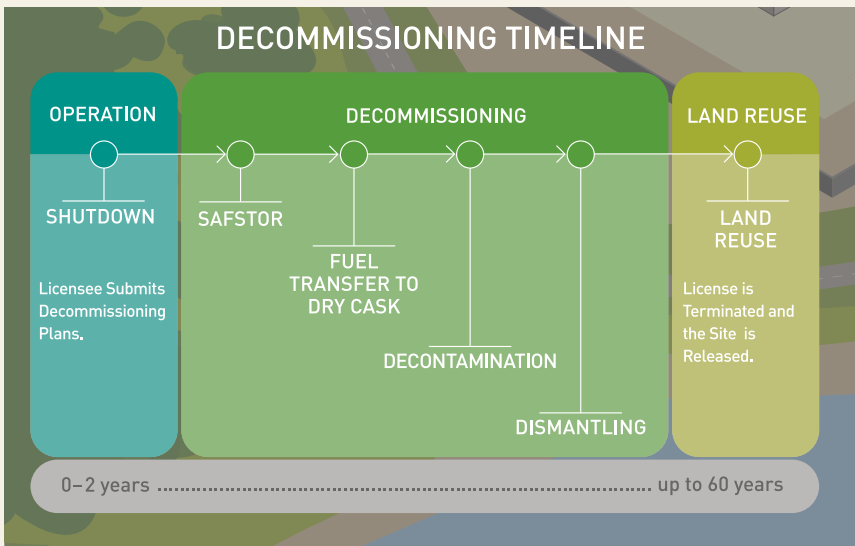 DECOMMISSIONING TIMELINE
OPERATION
DECOMMISSIONING
LAND REUSE
SHUTDOWN
SAFSTOR
FUEL
TRANSFER TO
DRY CASK
DECONTAMINATION
DISMANTLING
LAND
REUSE
Licensee Submits
Decommissioning
Plans.
License is
Terminated and
the Site is
Released.
0–2 years ........................................................................ up to 60 years